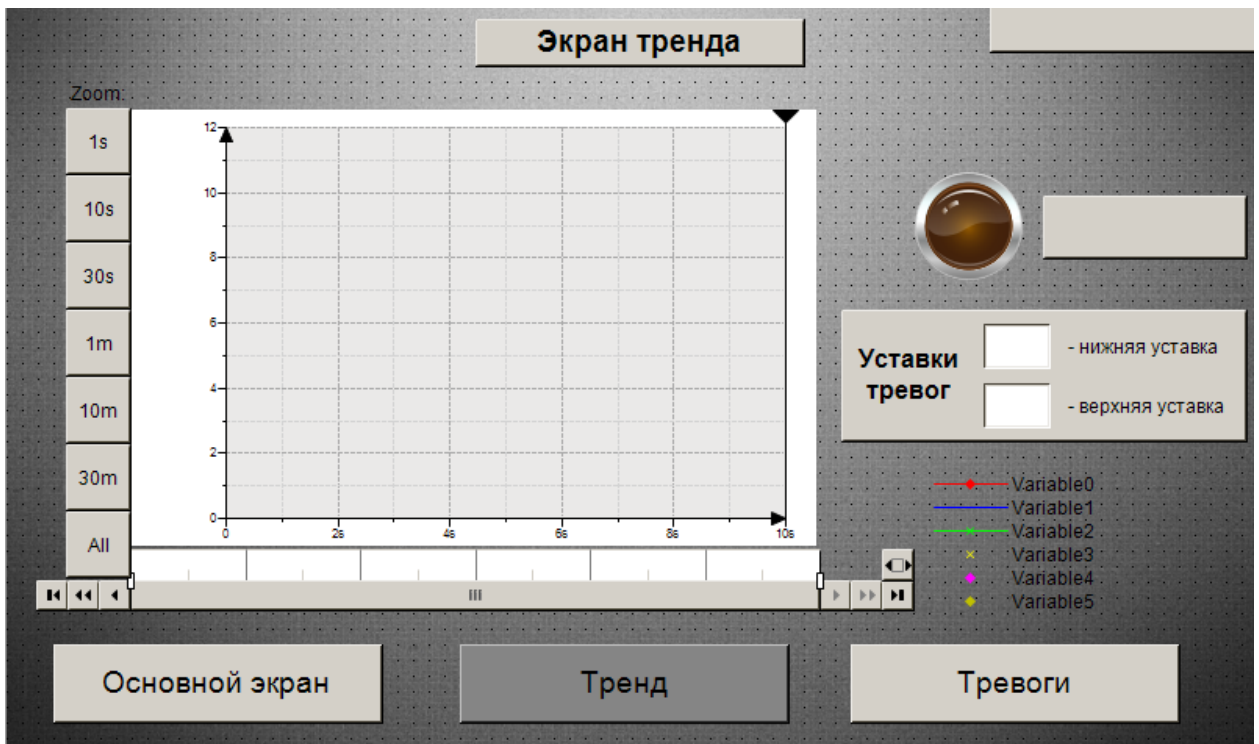 Экран тренда
Zoom:
1s
10s
30s
1m
10m
30m
All
12
10
8
6
4
2
0
0 2s 4s 6s 8s 10s
Уставки
тревог
- нижняя уставка
- верхняя уставка
Variable0
Variable1
Variable2
Variable3
Variable4
Variable5
Основной экран
Тренд
Тревоги